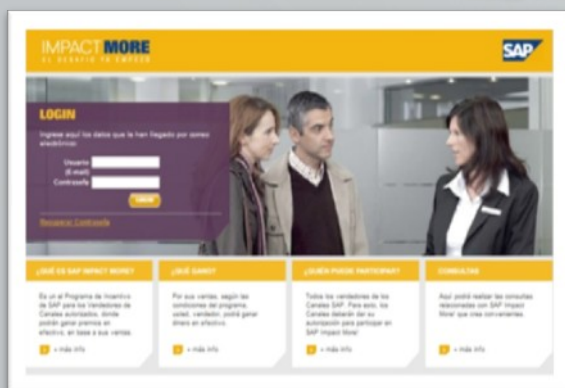 IMPACT MORE
EL DESAFÍO YA EMPEZÓ
SAP
LOGIN
Ingrese aquí los datos que le han llegado por correo
electrónico:
Usuario
(E-mail)
Contraseña
LOGIN
Recuperar Contraseña
¿QUÉ ES SAP IMPACT MORE?
Es un el Programa de Incentivo
de SAP para los Vendedores de
Canales autorizados, donde
podrán ganar premios en
efectivo, en base a sus ventas.
+ más info
¿QUÉ GANO?
Por sus ventas, según las
condiciones del programa,
usted, vendedor, podrá ganar
dinero en efectivo.
+ más info
¿QUIÉN PUEDE PARTICIPAR?
Todos los vendedores de los
Canales SAP. Para esto, los
Canales deberán dar su
autorización para participar en
SAP Impact More!
+ más info
CONSULTAS
Aquí podrá realizar las consultas
relacionadas con SAP Impact
More! que crea convenientes.
+ más info